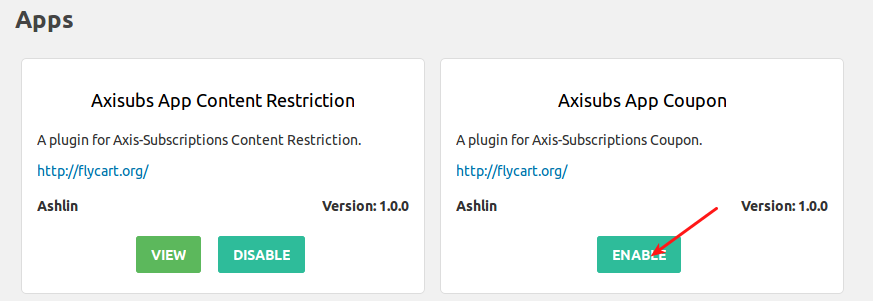 Apps
Axisubs App Content Restriction
A plugin for Axis-Subscriptions Content Restriction.
http://flycart.org/
Ashlin Version: 1.0.0
VIEW DISABLE
Axisubs App Coupon
A plugin for Axis-Subscriptions Coupon.
http://flycart.org/
Ashlin Version: 1.0.0
ENABLE